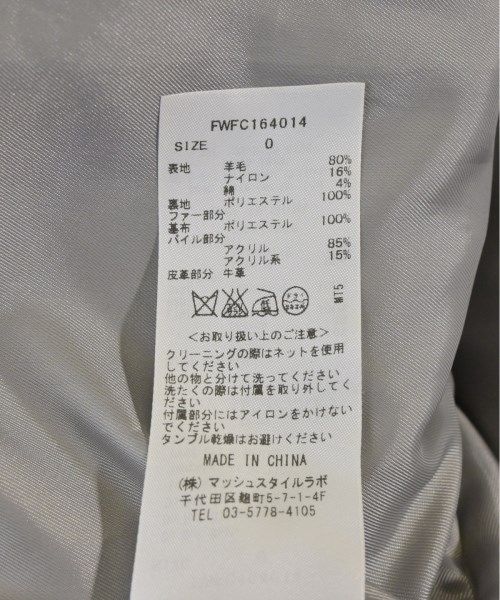 FWFC164014
SIZE 0
表地 羊毛 80%
ナイロン 16%
綿 4%
裏地 ポリエステル 100%
ファー部分
基布 ポリエステル 100%
パイル部分
アクリル 85%
アクリル系 15%
皮革部分 牛革
MT5
<お取り扱い上のご注意>
クリーニングの際はネットを使用
してください
他の物と分けて洗ってください
洗たくの際は付属を取り外してく
ださい
付属部分にはアイロンをかけない
でください
タンブル乾燥はお避けください
MADE IN CHINA
(株)マッシュスタイルラボ
千代田区麹町5-7-1-4F
TEL 03-5778-4105